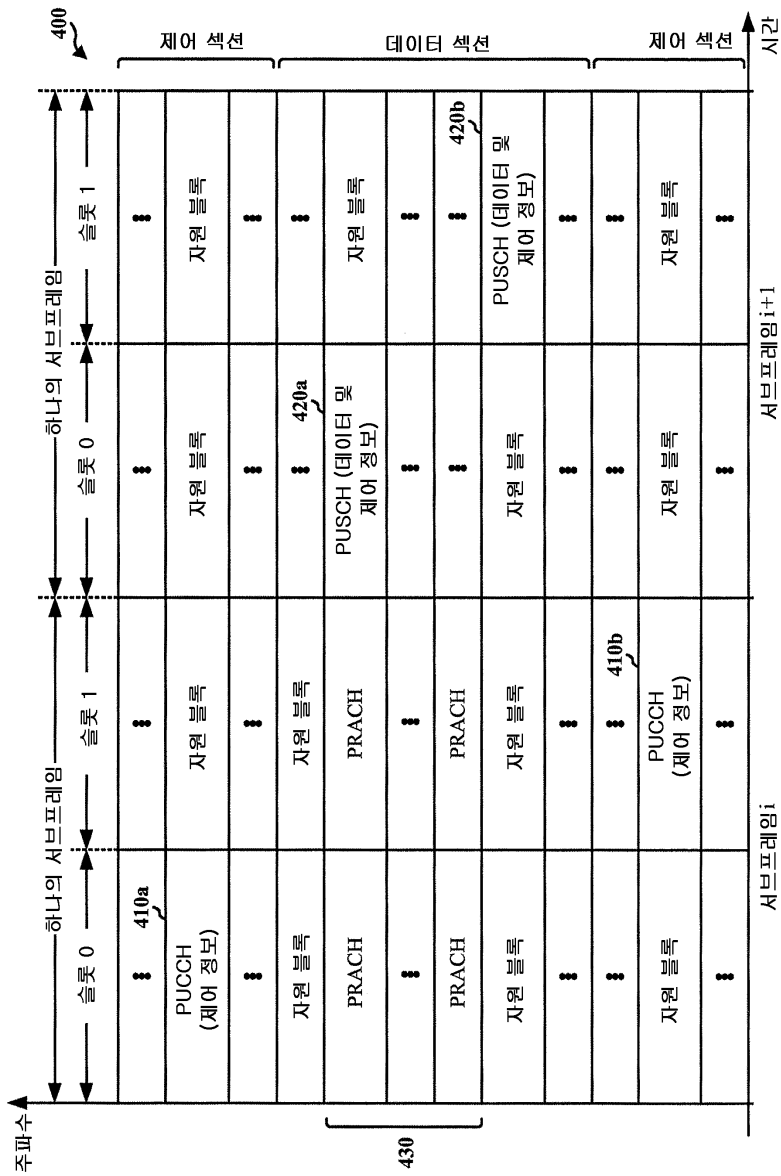 400
주파수
하나의 서브프레임
하나의 서브프레임
슬롯 0
슬롯 1
슬롯 0
슬롯 1
410a
•••
•••
•••
•••
제어 섹션
PUCCH
(제어 정보)
자원 블록
자원 블록
자원 블록
•••
•••
•••
•••
420a
자원 블록
자원 블록
•••
•••
데이터 섹션
430
PRACH
PRACH
PUSCH (데이터 및
제어 정보)
자원 블록
•••
•••
•••
•••
420b
PRACH
PRACH
•••
•••
자원 블록
자원 블록
자원 블록
PUSCH (데이터 및
제어 정보)
•••
•••
•••
•••
410b
•••
•••
•••
•••
제어 섹션
자원 블록
PUCCH
(제어 정보)
자원 블록
자원 블록
•••
•••
•••
•••
서브프레임i
서브프레임i+1
시간